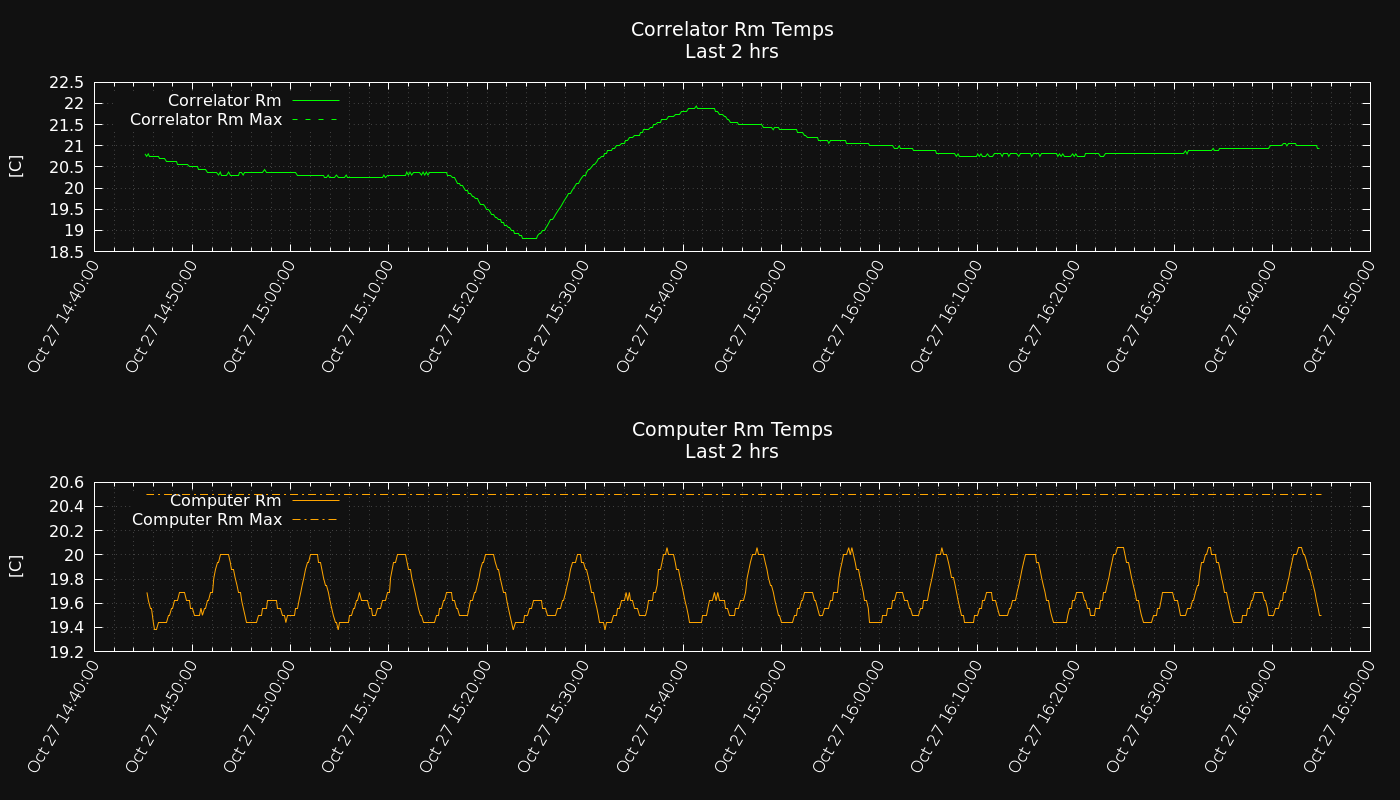 Correlator Rm Temps
Last 2 hrs
22.5
22
21.5
21
20.5
20
19.5
19
18.5
[C]
Correlator Rm
Correlator Rm Max
Oct 27 14:40:00
Oct 27 14:50:00
Oct 27 15:00:00
Oct 27 15:10:00
Oct 27 15:20:00
Oct 27 15:30:00
Oct 27 15:40:00
Oct 27 15:50:00
Oct 27 16:00:00
Oct 27 16:10:00
Oct 27 16:20:00
Oct 27 16:30:00
Oct 27 16:40:00
Oct 27 16:50:00
Computer Rm Temps
Last 2 hrs
20.6
20.4
20.2
20
19.8
19.6
19.4
19.2
[C]
Computer Rm
Computer Rm Max
Oct 27 14:40:00
Oct 27 14:50:00
Oct 27 15:00:00
Oct 27 15:10:00
Oct 27 15:20:00
Oct 27 15:30:00
Oct 27 15:40:00
Oct 27 15:50:00
Oct 27 16:00:00
Oct 27 16:10:00
Oct 27 16:20:00
Oct 27 16:30:00
Oct 27 16:40:00
Oct 27 16:50:00